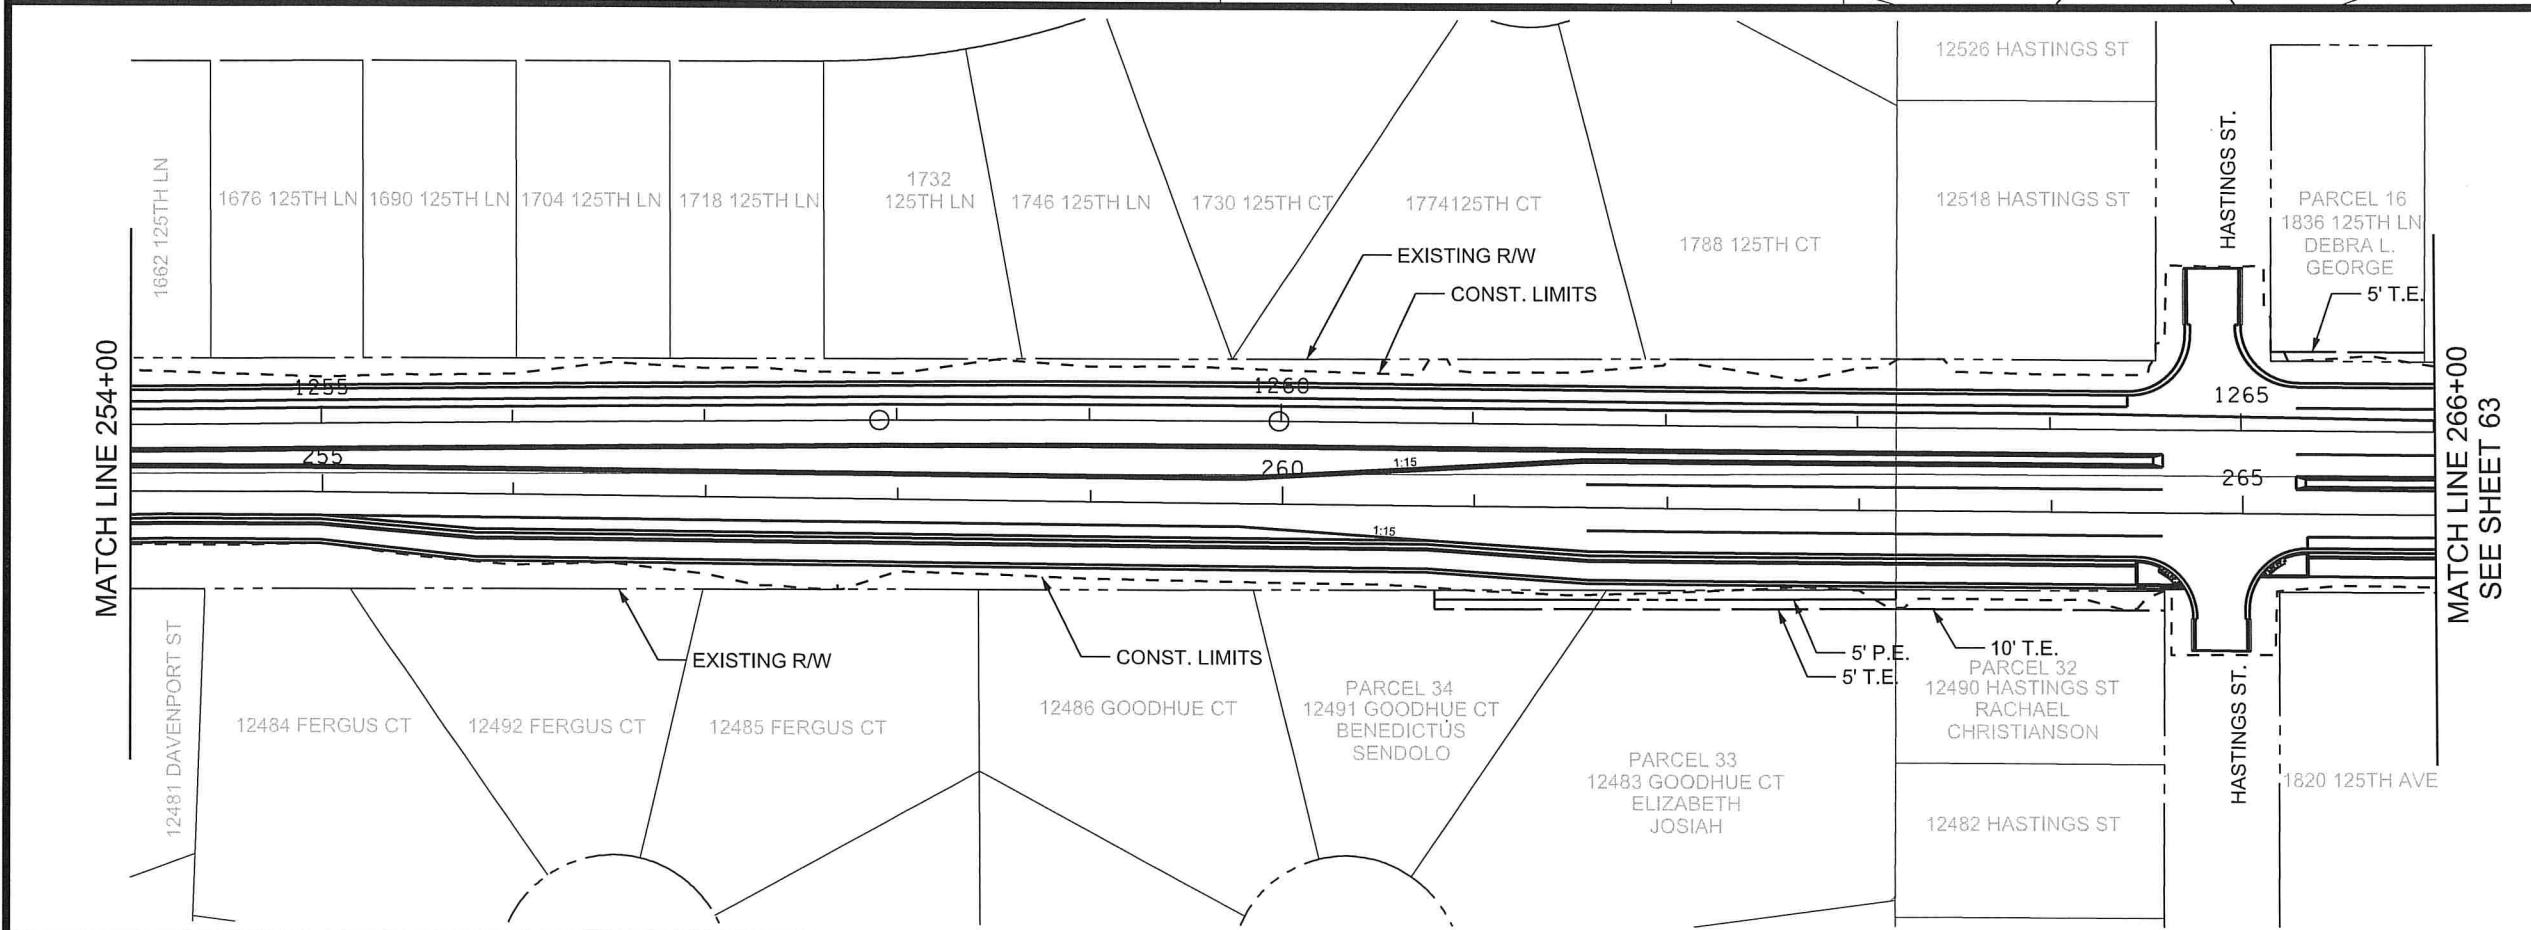 12526 HASTINGS ST
1662 125TH LN
1676 125TH LN
1690 125TH LN
1704 125TH LN
1718 125TH LN
1732
125TH LN
1746 125TH LN
1730 125TH CT
1774125TH CT
1788 125TH CT
12518 HASTINGS ST
HASTINGS ST.
PARCEL 16
1836 125TH LN
DEBRA L.
GEORGE
5' T.E.
EXISTING R/W
CONST. LIMITS
MATCH LINE 254+00
1255
1260
1265
255
260
265
1:15
1:15
MATCH LINE 266+00
SEE SHEET 63
EXISTING R/W
CONST. LIMITS
5' P.E.
5' T.E.
10' T.E.
12481 DAVENPORT ST
12484 FERGUS CT
12492 FERGUS CT
12485 FERGUS CT
12486 GOODHUE CT
PARCEL 34
12491 GOODHUE CT
BENEDICTUS
SENDOLO
PARCEL 33
12483 GOODHUE CT
ELIZABETH
JOSIAH
PARCEL 32
12490 HASTINGS ST
RACHAEL
CHRISTIANSON
12482 HASTINGS ST
HASTINGS ST.
1820 125TH AVE